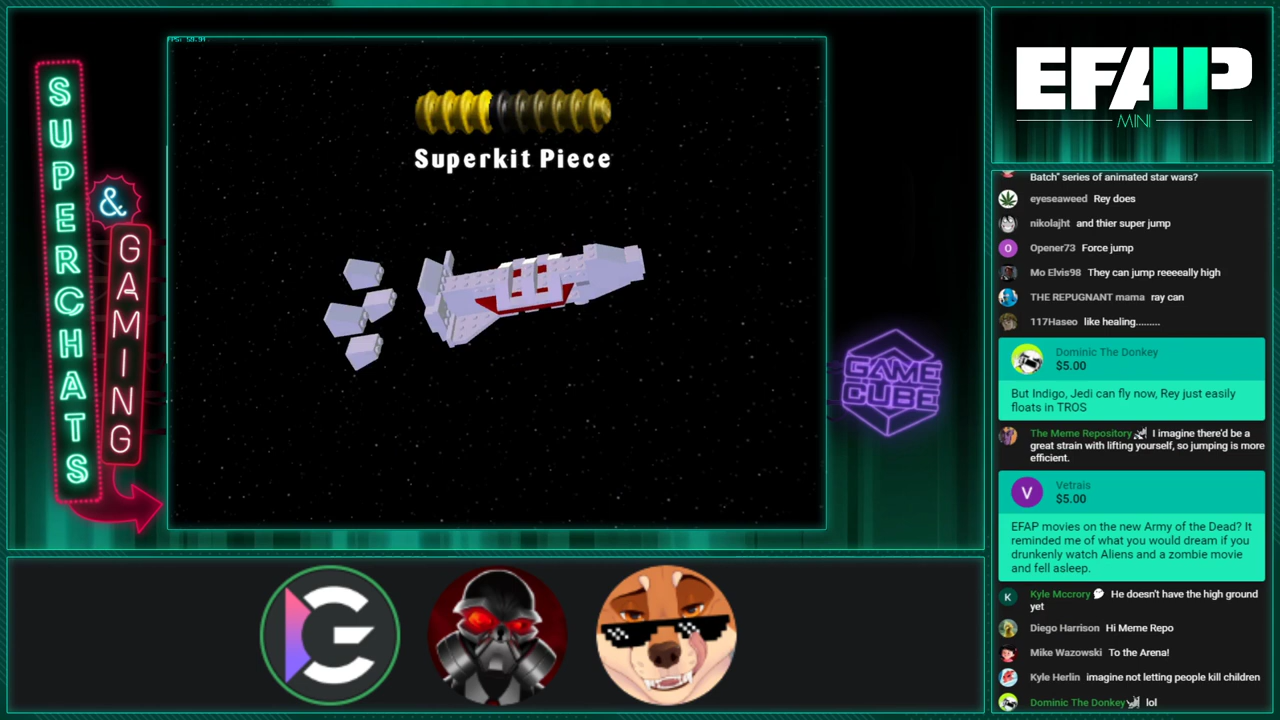 SUPERCHATS
&
GAMING
FPS: 59.94
Superkit Piece
GAME
CUBE
EFAP
MINI
Batch" series of animated star wars?
eyeseaweed Rey does
nikolajht and thier super jump
O Opener73 Force jump
Mo Elvis98 They can jump reeeeally high
THE REPUGNANT mama ray can
117Haseo like healing.........
Dominic The Donkey
$5.00
But Indigo, Jedi can fly now, Rey just easily
floats in TROS
The Meme Repository I imagine there'd be a
great strain with lifting yourself, so jumping is more
efficient.
V Vetrais
$5.00
EFAP movies on the new Army of the Dead? It
reminded me of what you would dream if you
drunkenly watch Aliens and a zombie movie
and fell asleep.
K Kyle Mccrory He doesn't have the high ground
yet
Diego Harrison Hi Meme Repo
Mike Wazowski To the Arena!
Kyle Herlin imagine not letting people kill children
Dominic The Donkey lol